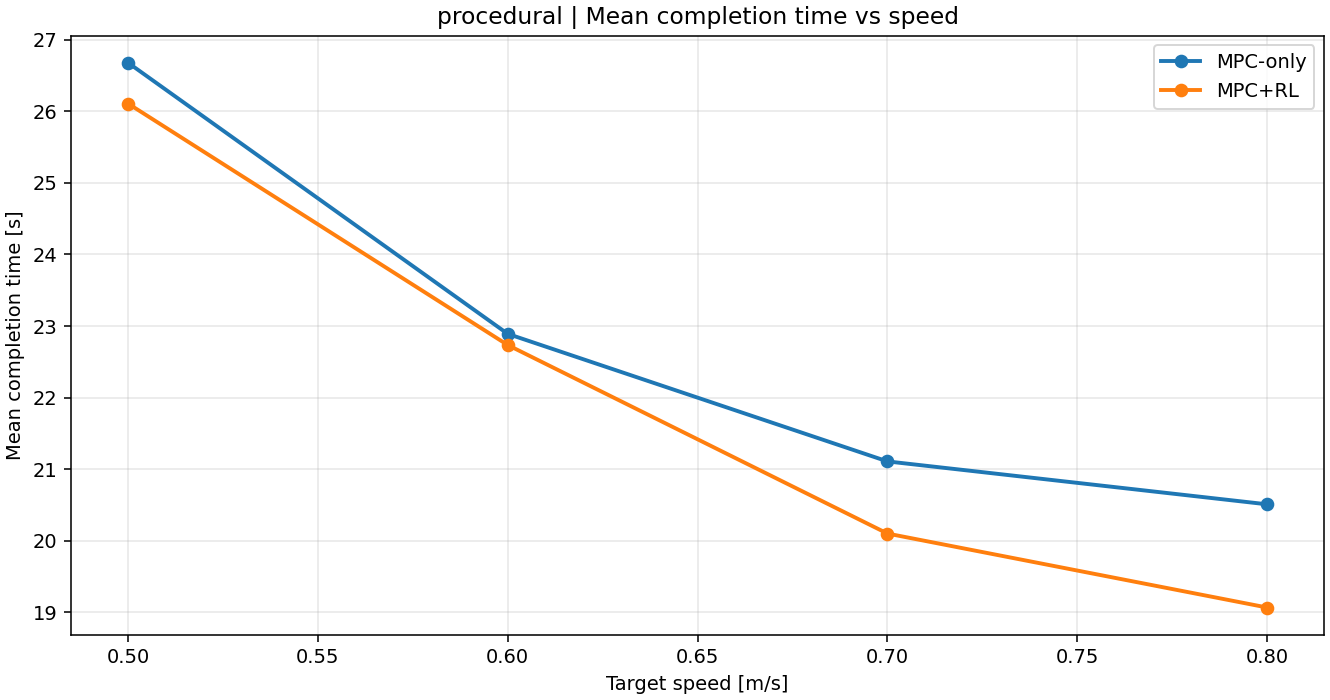 procedural | Mean completion time vs speed
MPC-only
MPC+RL
Mean completion time [s]
27
26
25
24
23
22
21
20
19
0.50 0.55 0.60 0.65 0.70 0.75 0.80
Target speed [m/s]